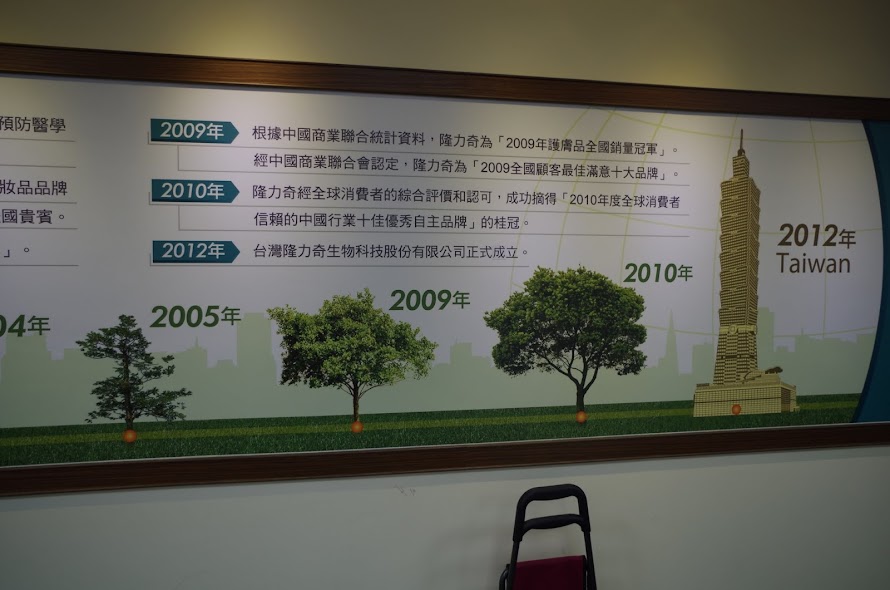 預防醫學
妝品品牌
國貴賓。
」。
2009年 根據中國商業聯合統計資料，隆力奇為「2009年護膚品全國銷量冠軍」。
經中國商業聯合會認定，隆力奇為「2009全國顧客最佳滿意十大品牌」。
2010年 隆力奇經全球消費者的綜合評價和認可，成功摘得「2010年度全球消費者
信賴的中國行業十佳優秀自主品牌」的桂冠。
2012年 台灣隆力奇生物科技股份有限公司正式成立。
04年
2005年
2009年
2010年
2012年
Taiwan